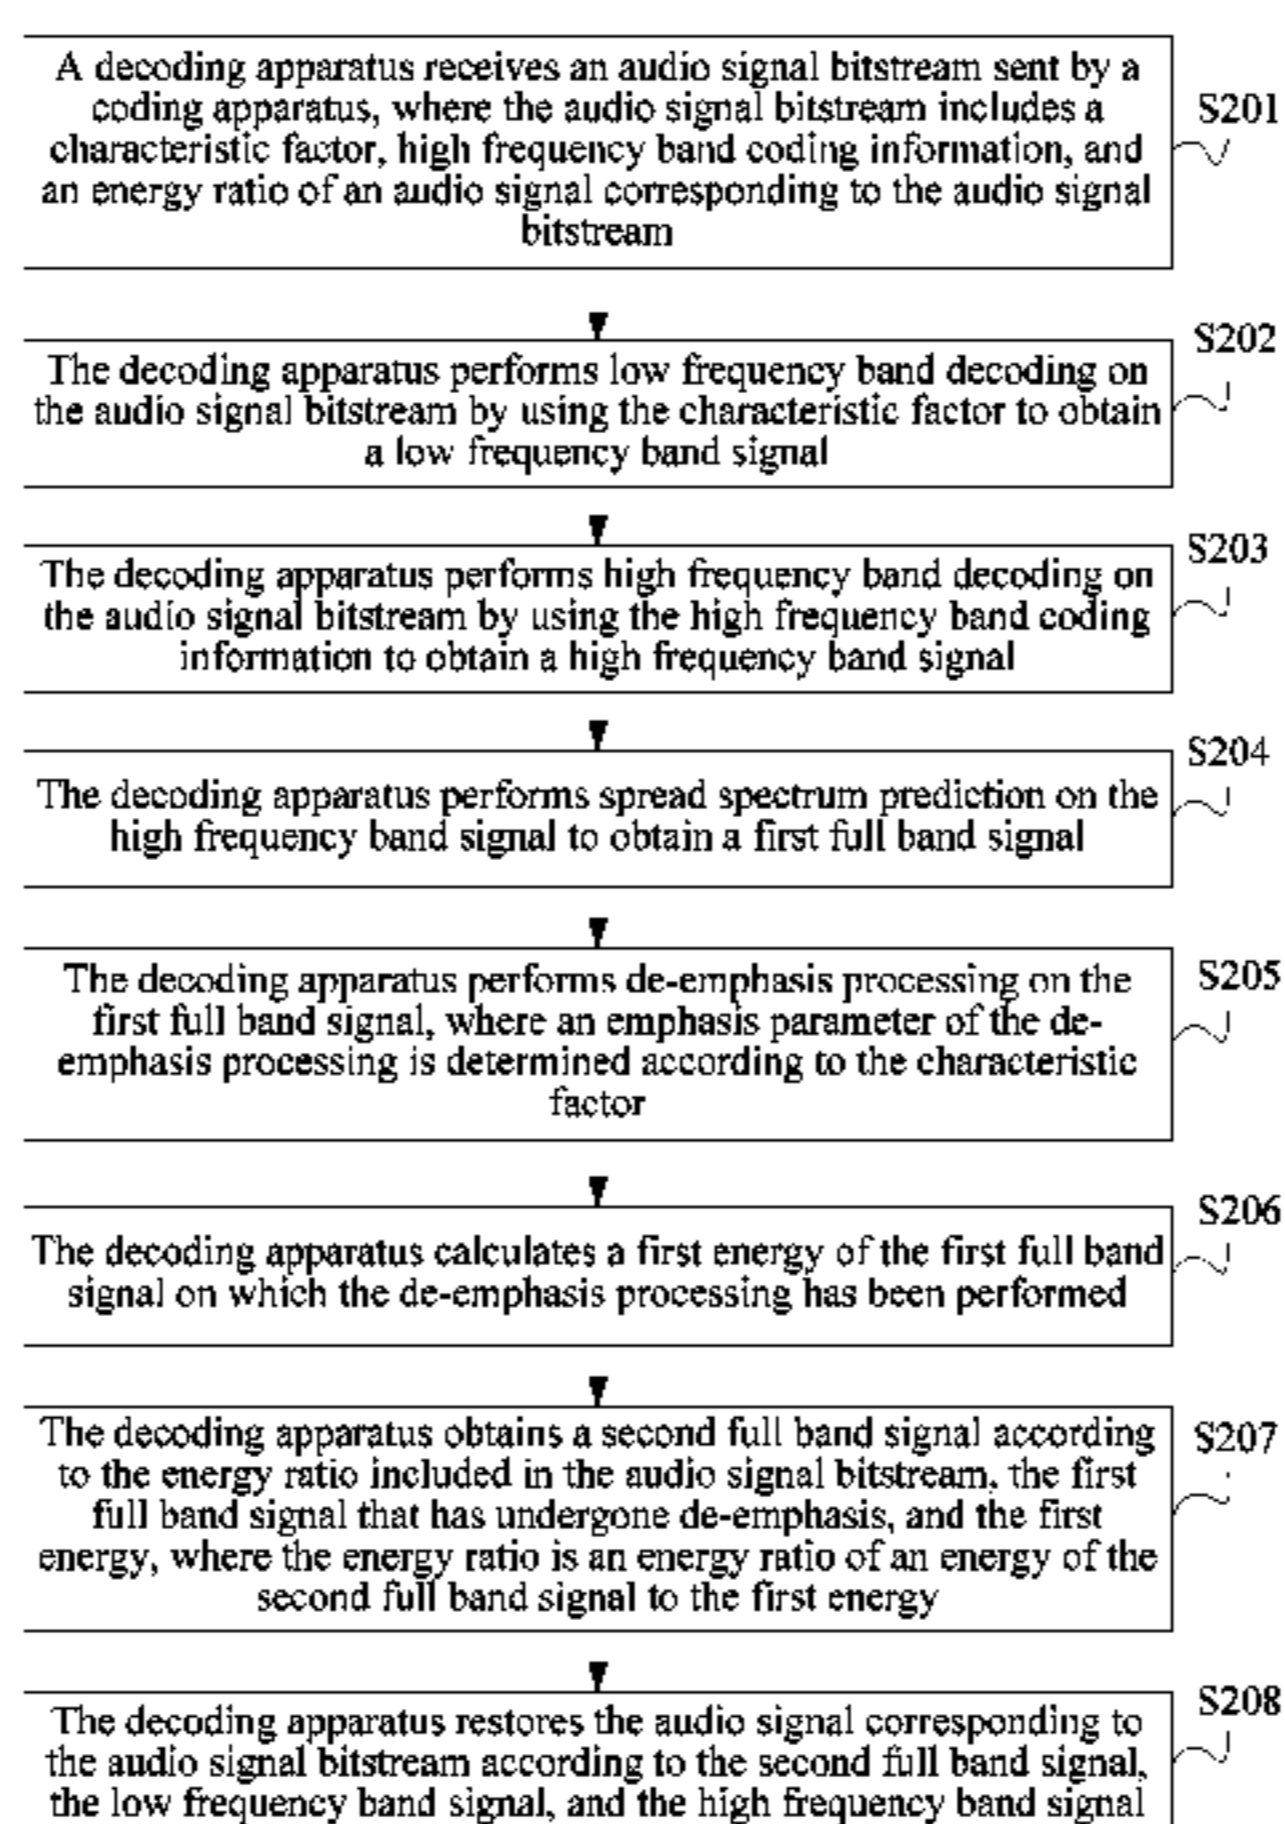 A decoding apparatus receives an audio signal bitstream sent by a
coding apparatus, where the audio signal bitstream includes a
characteristic factor, high frequency band coding information, and
an energy ratio of an audio signal corresponding to the audio signal
bitstream
S201
The decoding apparatus performs low frequency band decoding on
the audio signal bitstream by using the characteristic factor to obtain
a low frequency band signal
S202
The decoding apparatus performs high frequency band decoding on
the audio signal bitstream by using the high frequency band coding
information to obtain a high frequency band signal
S203
The decoding apparatus performs spread spectrum prediction on the
high frequency band signal to obtain a first full band signal
S204
The decoding apparatus performs de-emphasis processing on the
first full band signal, where an emphasis parameter of the de-
emphasis processing is determined according to the characteristic
factor
S205
The decoding apparatus calculates a first energy of the first full band
signal on which the de-emphasis processing has been performed
S206
The decoding apparatus obtains a second full band signal according
to the energy ratio included in the audio signal bitstream, the first
full band signal that has undergone de-emphasis, and the first
energy, where the energy ratio is an energy ratio of an energy of the
second full band signal to the first energy
S207
The decoding apparatus restores the audio signal corresponding to
the audio signal bitstream according to the second full band signal,
the low frequency band signal, and the high frequency band signal
S208